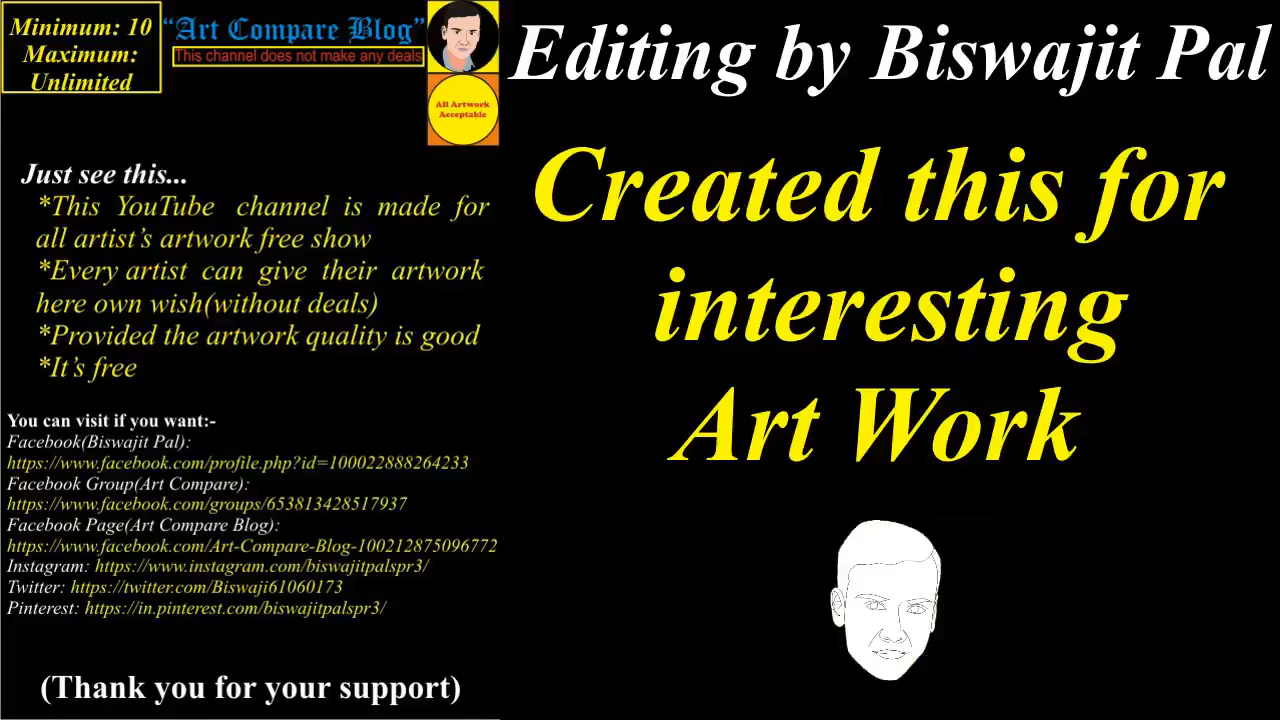 Minimum: 10
Maximum:
Unlimited
“Art Compare Blog”
This channel does not make any deals
All Artwork
Acceptable
Just see this...
*This YouTube channel is made for
all artist’s artwork free show
*Every artist can give their artwork
here own wish(without deals)
*Provided the artwork quality is good
*It’s free
You can visit if you want:-
Facebook(Biswajit Pal):
https://www.facebook.com/profile.php?id=100022888264233
Facebook Group(Art Compare):
https://www.facebook.com/groups/653813428517937
Facebook Page(Art Compare Blog):
https://www.facebook.com/Art-Compare-Blog-100212875096772
Instagram: https://www.instagram.com/biswajitpalspr3/
Twitter: https://twitter.com/Biswaji61060173
Pinterest: https://in.pinterest.com/biswajitpalspr3/
(Thank you for your support)
Editing by Biswajit Pal
Created this for
interesting
Art Work